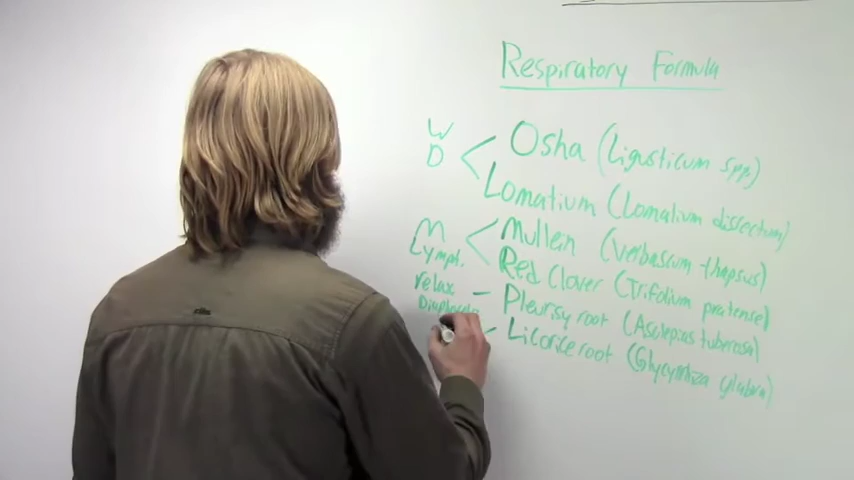 Respiratory Formula
W
D < Osha (Ligusticum spp)
Lomatium (Lomatium dissectum)
M < Mullein (Verbascum thapsus)
Lymph. Red Clover (Trifolium pratense)
relax – Pleurisy root (Asclepias tuberosa)
Licorice root (Glycyrrhiza glabra)